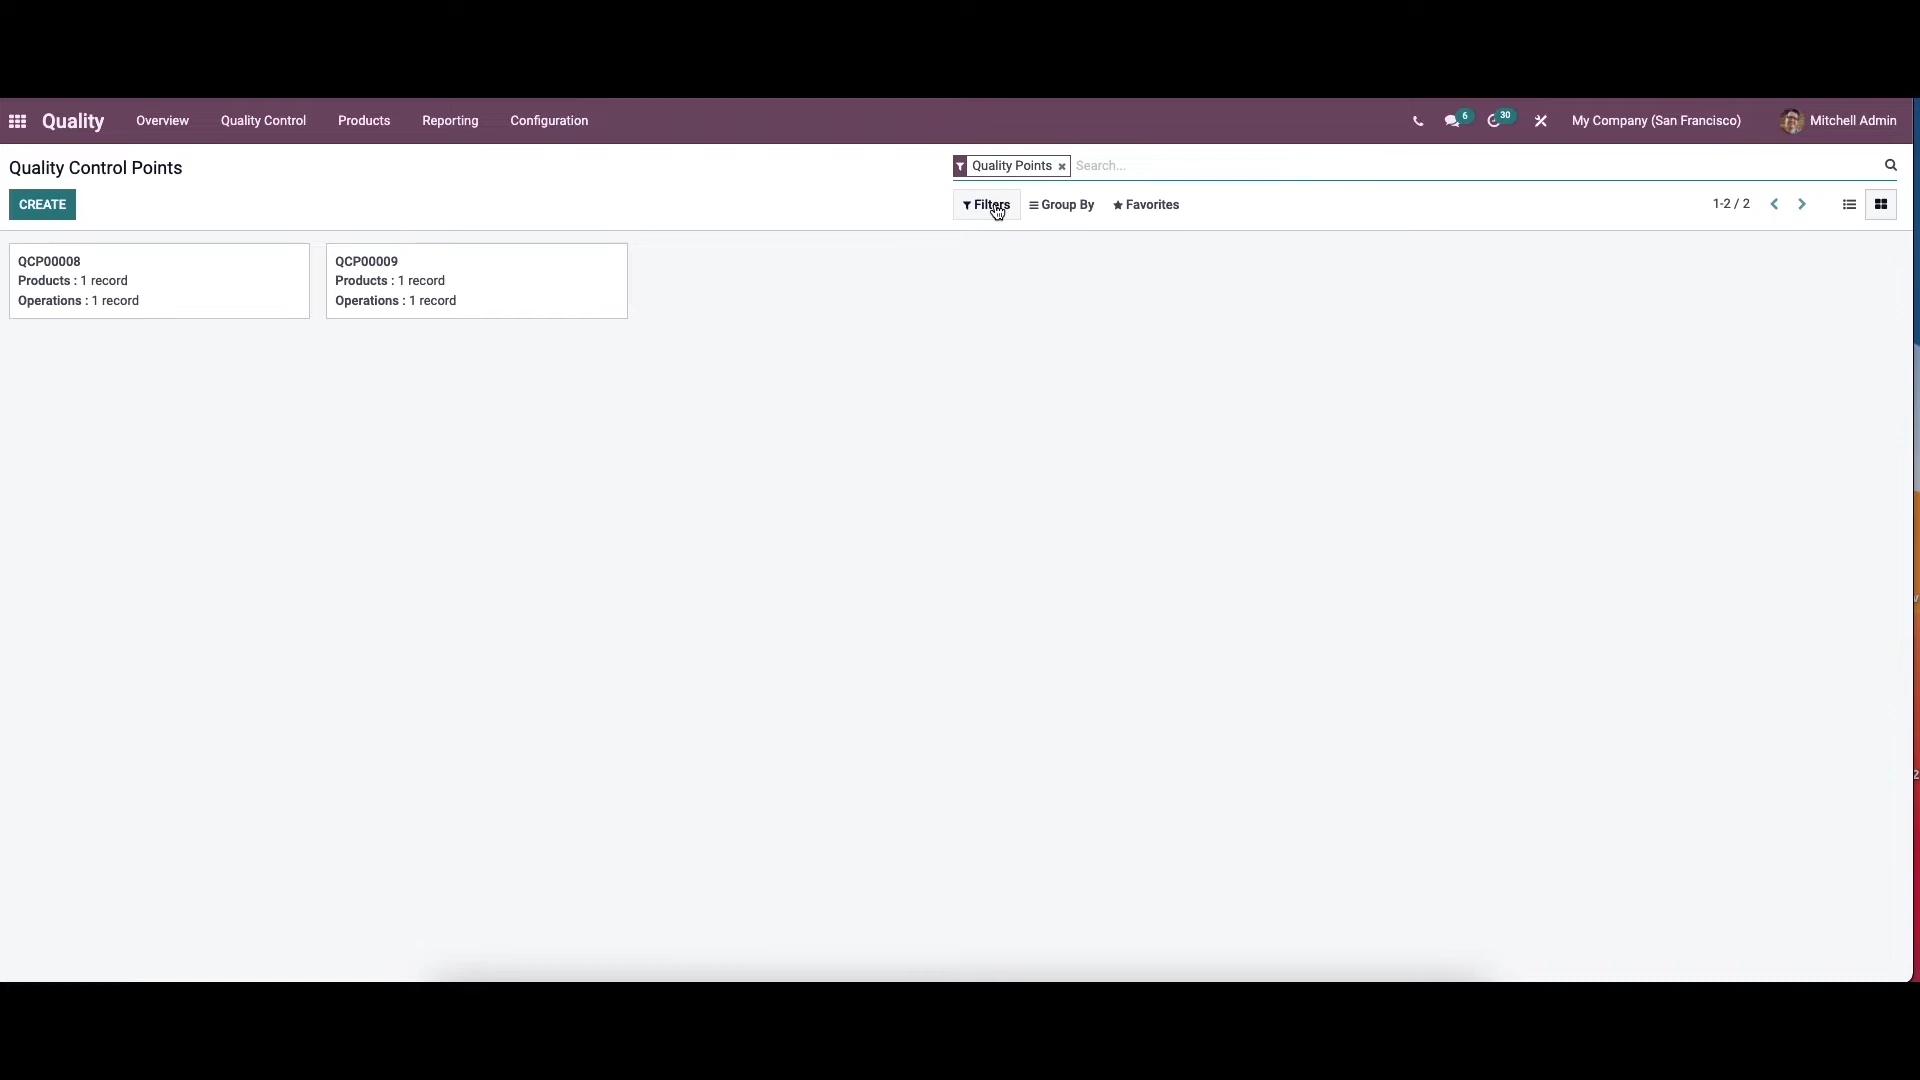 Quality Overview Quality Control Products Reporting Configuration 6 30 My Company (San Francisco) Mitchell Admin
Quality Control Points
Quality Points Search...
CREATE
Filters Group By Favorites 1-2 / 2
QCP00008
Products : 1 record
Operations : 1 record
QCP00009
Products : 1 record
Operations : 1 record